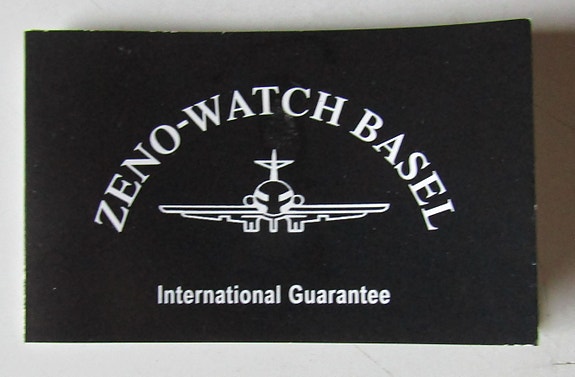 ZENO-WATCH BASEL
International Guarantee